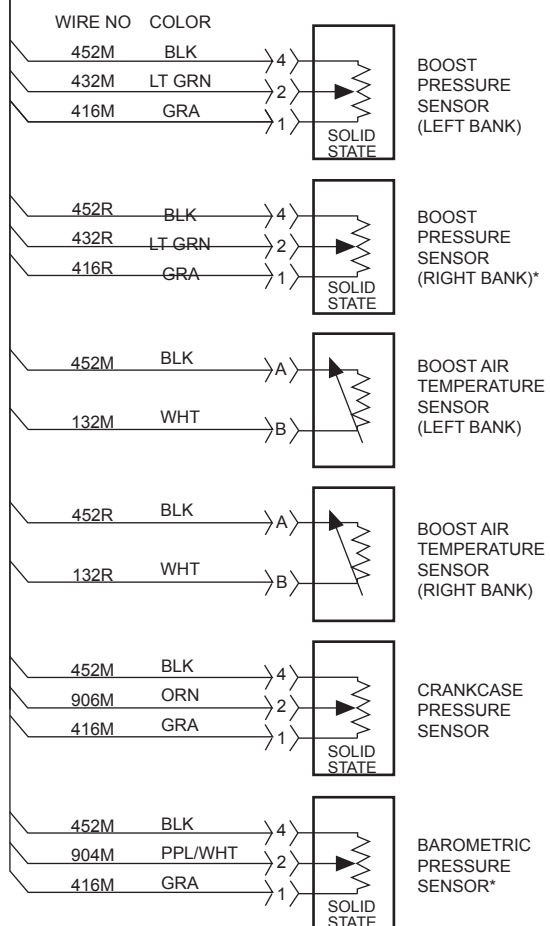 WIRE NO COLOR
452M BLK 4
432M LT GRN 2
416M GRA 1
SOLID
STATE
BOOST
PRESSURE
SENSOR
(LEFT BANK)
452R BLK 4
432R LT GRN 2
416R GRA 1
SOLID
STATE
BOOST
PRESSURE
SENSOR
(RIGHT BANK)*
452M BLK A
132M WHT B
BOOST AIR
TEMPERATURE
SENSOR
(LEFT BANK)
452R BLK A
132R WHT B
BOOST AIR
TEMPERATURE
SENSOR
(RIGHT BANK)
452M BLK 4
906M ORN 2
416M GRA 1
SOLID
STATE
CRANKCASE
PRESSURE
SENSOR
452M BLK 4
904M PPL/WHT 2
416M GRA 1
SOLID
STATE
BAROMETRIC
PRESSURE
SENSOR*